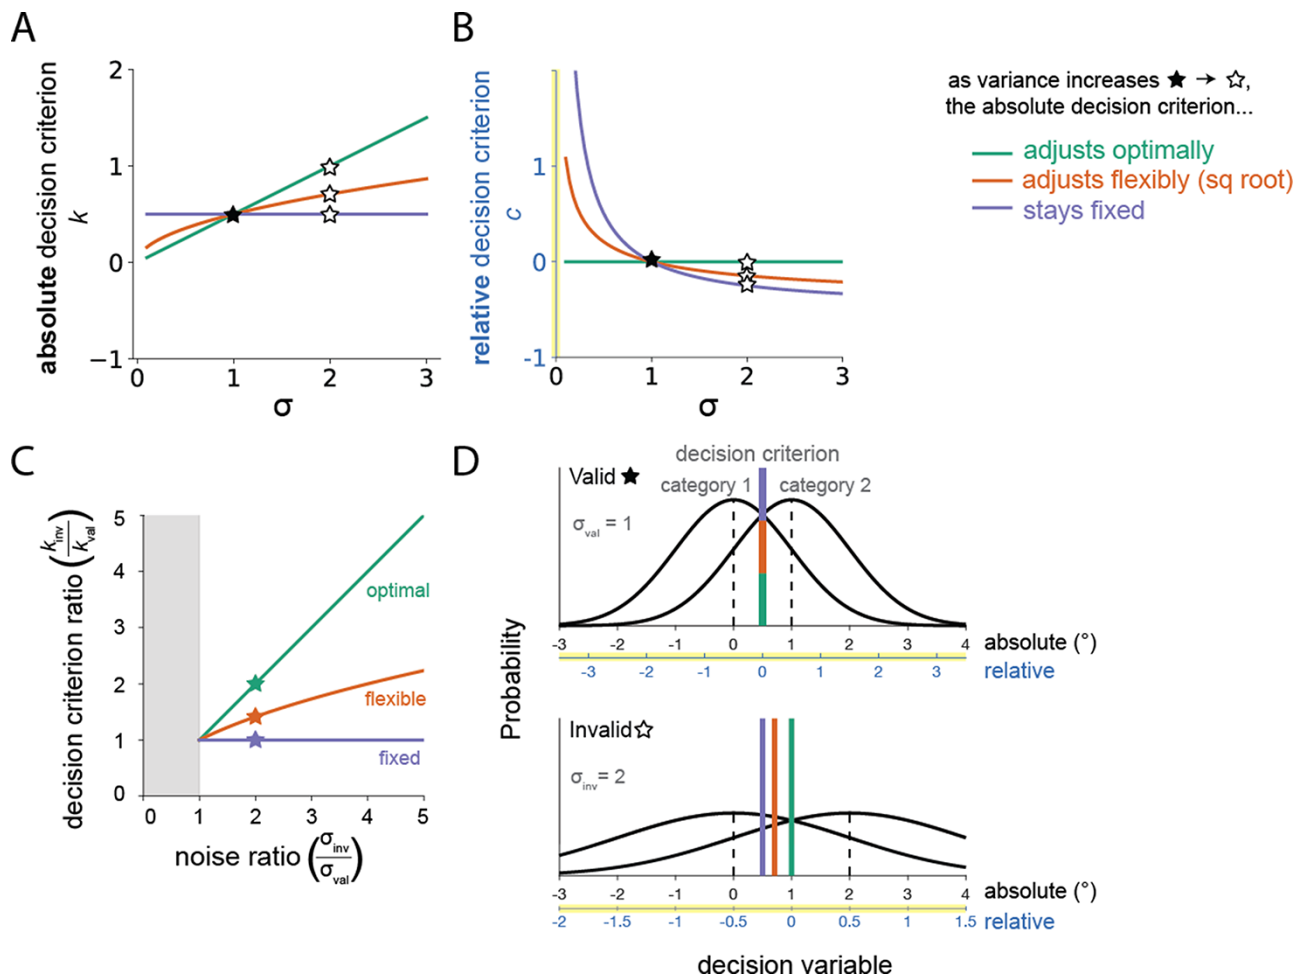 A
absolute decision criterion
k
2
1
0
−1
0 1 2 3
σ
B
relative decision criterion
c
1
0
-1
0 1 2 3
σ
as variance increases ★ → ☆,
the absolute decision criterion...
adjusts optimally
adjusts flexibly (sq root)
stays fixed
C
decision criterion ratio (k_inv/k_val)
5
4
3
2
1
0
optimal
flexible
fixed
0 1 2 3 4 5
noise ratio (σ_inv/σ_val)
D
Probability
decision criterion
Valid ★
category 1 category 2
σ_val = 1
-3 -2 -1 0 1 2 3 4 absolute (°)
-3 -2 -1 0 1 2 3 relative
Invalid ☆
σ_inv = 2
-3 -2 -1 0 1 2 3 4 absolute (°)
-2 -1.5 -1 -0.5 0 0.5 1 1.5 relative
decision variable